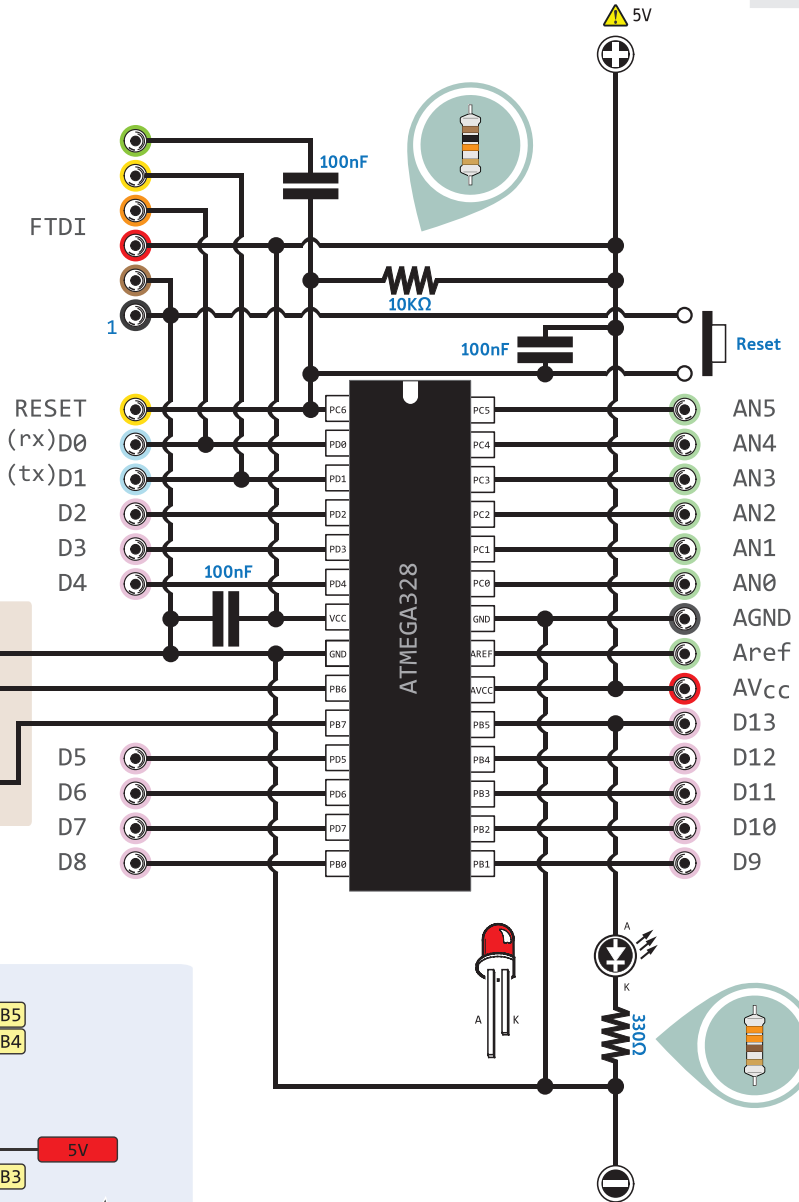 5V
100nF
FTDI
10KΩ
1
100nF
Reset
RESET
PC6
PC5
AN5
(rx)D0
PD0
PC4
AN4
(tx)D1
PD1
PC3
AN3
D2
PD2
PC2
AN2
D3
PD3
PC1
AN1
100nF
D4
PD4
PC0
AN0
ATMEGA328
VCC
GND
AGND
GND
AREF
Aref
PB6
AVCC
AVcc
PB7
PB5
D13
D5
PD5
PB4
D12
D6
PD6
PB3
D11
D7
PD7
PB2
D10
D8
PB0
PB1
D9
A
K
A
K
330Ω
B5
B4
5V
B3